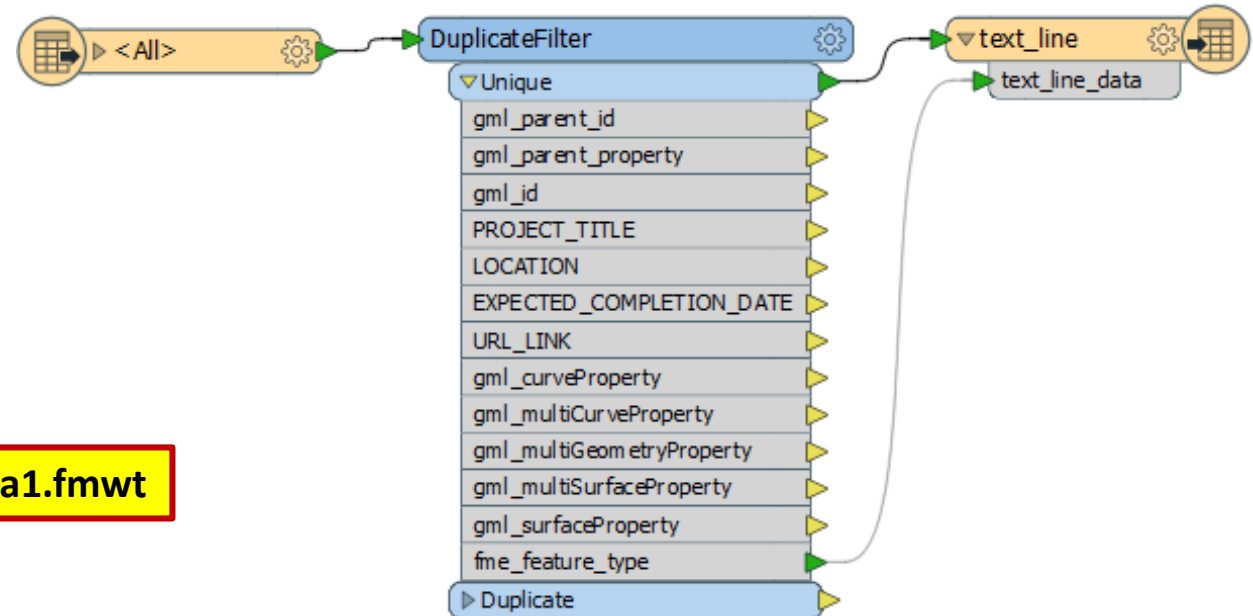 <All>
DuplicateFilter
text_line
Unique
text_line_data
gml_parent_id
gml_parent_property
gml_id
PROJECT_TITLE
LOCATION
EXPECTED_COMPLETION_DATE
URL_LINK
gml_curveProperty
gml_multiCurveProperty
gml_multiGeometryProperty
gml_multiSurfaceProperty
gml_surfaceProperty
fme_feature_type
Duplicate
a1.fmwt